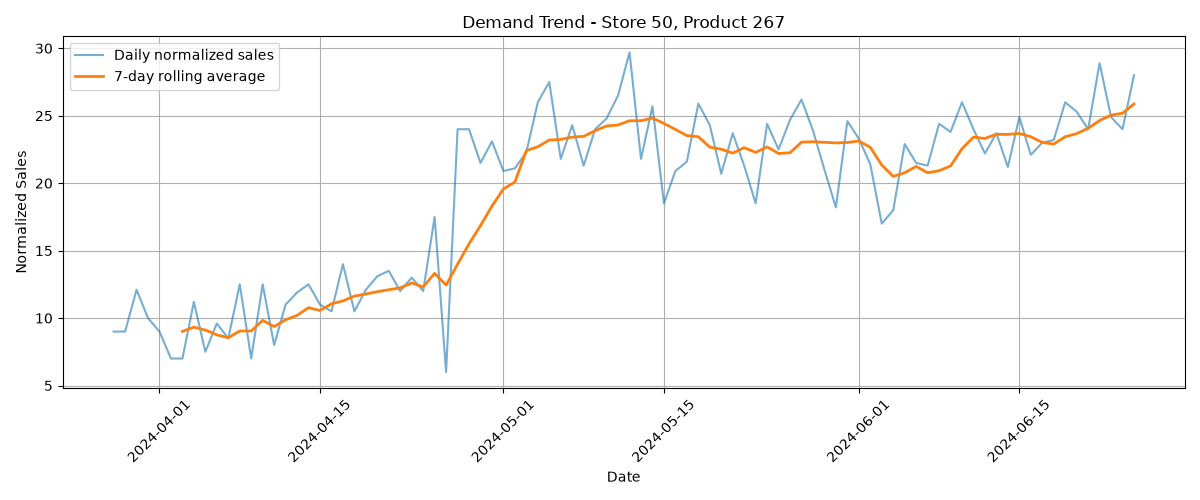 Demand Trend - Store 50, Product 267
Daily normalized sales
7-day rolling average
Normalized Sales
30
25
20
15
10
5
2024-04-01
2024-04-15
2024-05-01
2024-05-15
2024-06-01
2024-06-15
Date